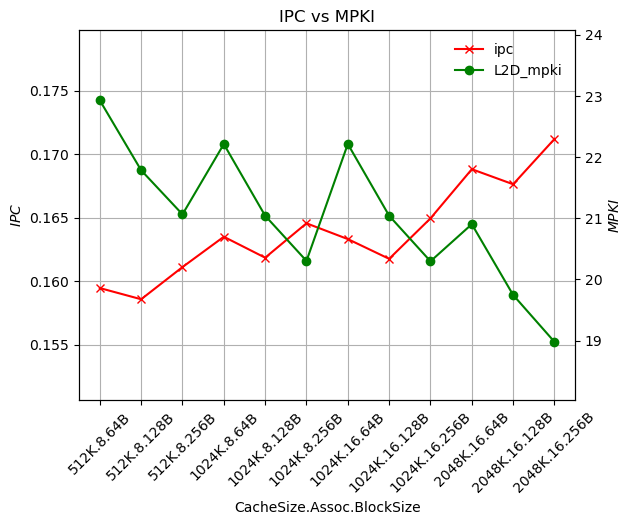 IPC vs MPKI
ipc
L2D_mpki
0.175
0.170
0.165
0.160
0.155
IPC
24
23
22
21
20
19
MPKI
512K.8.64B
512K.8.128B
512K.8.256B
1024K.8.64B
1024K.8.128B
1024K.8.256B
1024K.16.64B
1024K.16.128B
1024K.16.256B
2048K.16.64B
2048K.16.128B
2048K.16.256B
CacheSize.Assoc.BlockSize